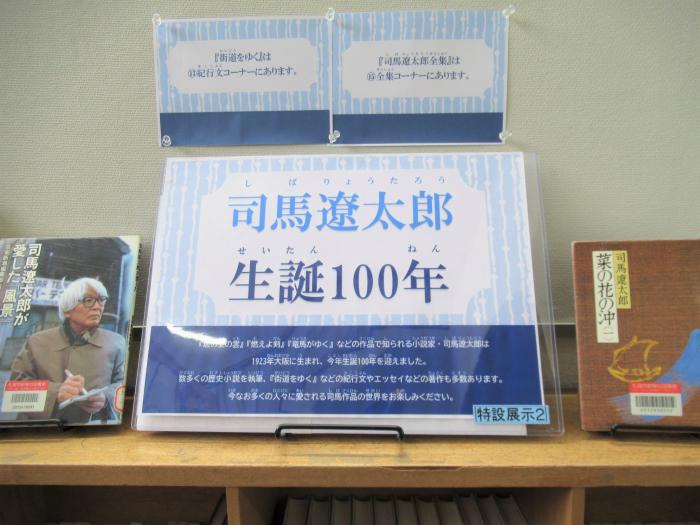 『街道をゆく』は
⑬紀行文コーナーにあります。
『司馬遼太郎全集』は
⑮全集コーナーにあります。
しばりょうたろう
司馬遼太郎
せいたん ねん
生誕100年
『坂の上の雲』『燃えよ剣』『竜馬がゆく』などの作品で知られる小説家・司馬遼太郎は
1923年大阪に生まれ、今年生誕100年を迎えました。
数多くの歴史小説を執筆、『街道をゆく』などの紀行文やエッセイなどの著作も多数あります。
今なお多くの人々に愛される司馬作品の世界をお楽しみください。
特設展示2
司馬遼太郎が
愛した「風景」
司馬遼太郎
菜の花の沖
(一)